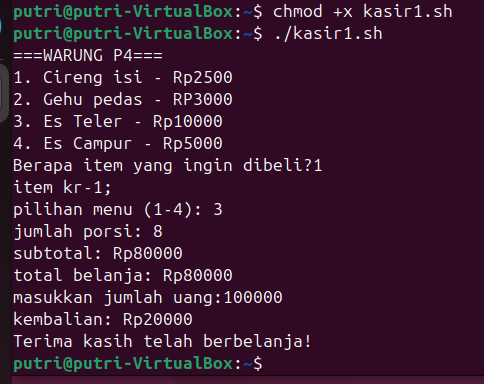 putri@putri-VirtualBox:~$ chmod +x kasir1.sh
putri@putri-VirtualBox:~$ ./kasir1.sh
===WARUNG P4===
1. Cireng isi - Rp2500
2. Gehu pedas - RP3000
3. Es Teler - Rp10000
4. Es Campur - Rp5000
Berapa item yang ingin dibeli?1
item kr-1;
pilihan menu (1-4): 3
jumlah porsi: 8
subtotal: Rp80000
total belanja: Rp80000
masukkan jumlah uang:100000
kembalian: Rp20000
Terima kasih telah berbelanja!
putri@putri-VirtualBox:~$